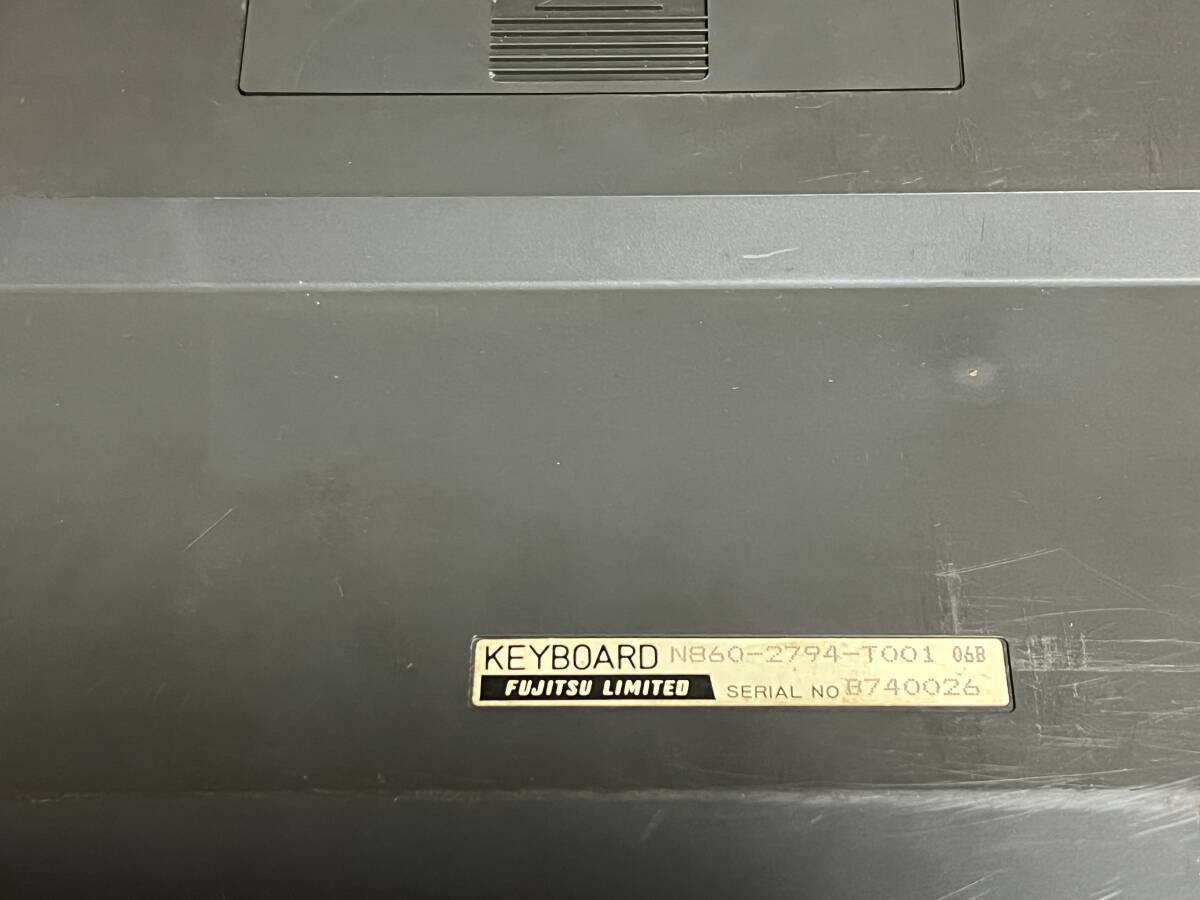 KEYBOARD N860-2794-T001 06B
FUJITSU LIMITED SERIAL NO B740026